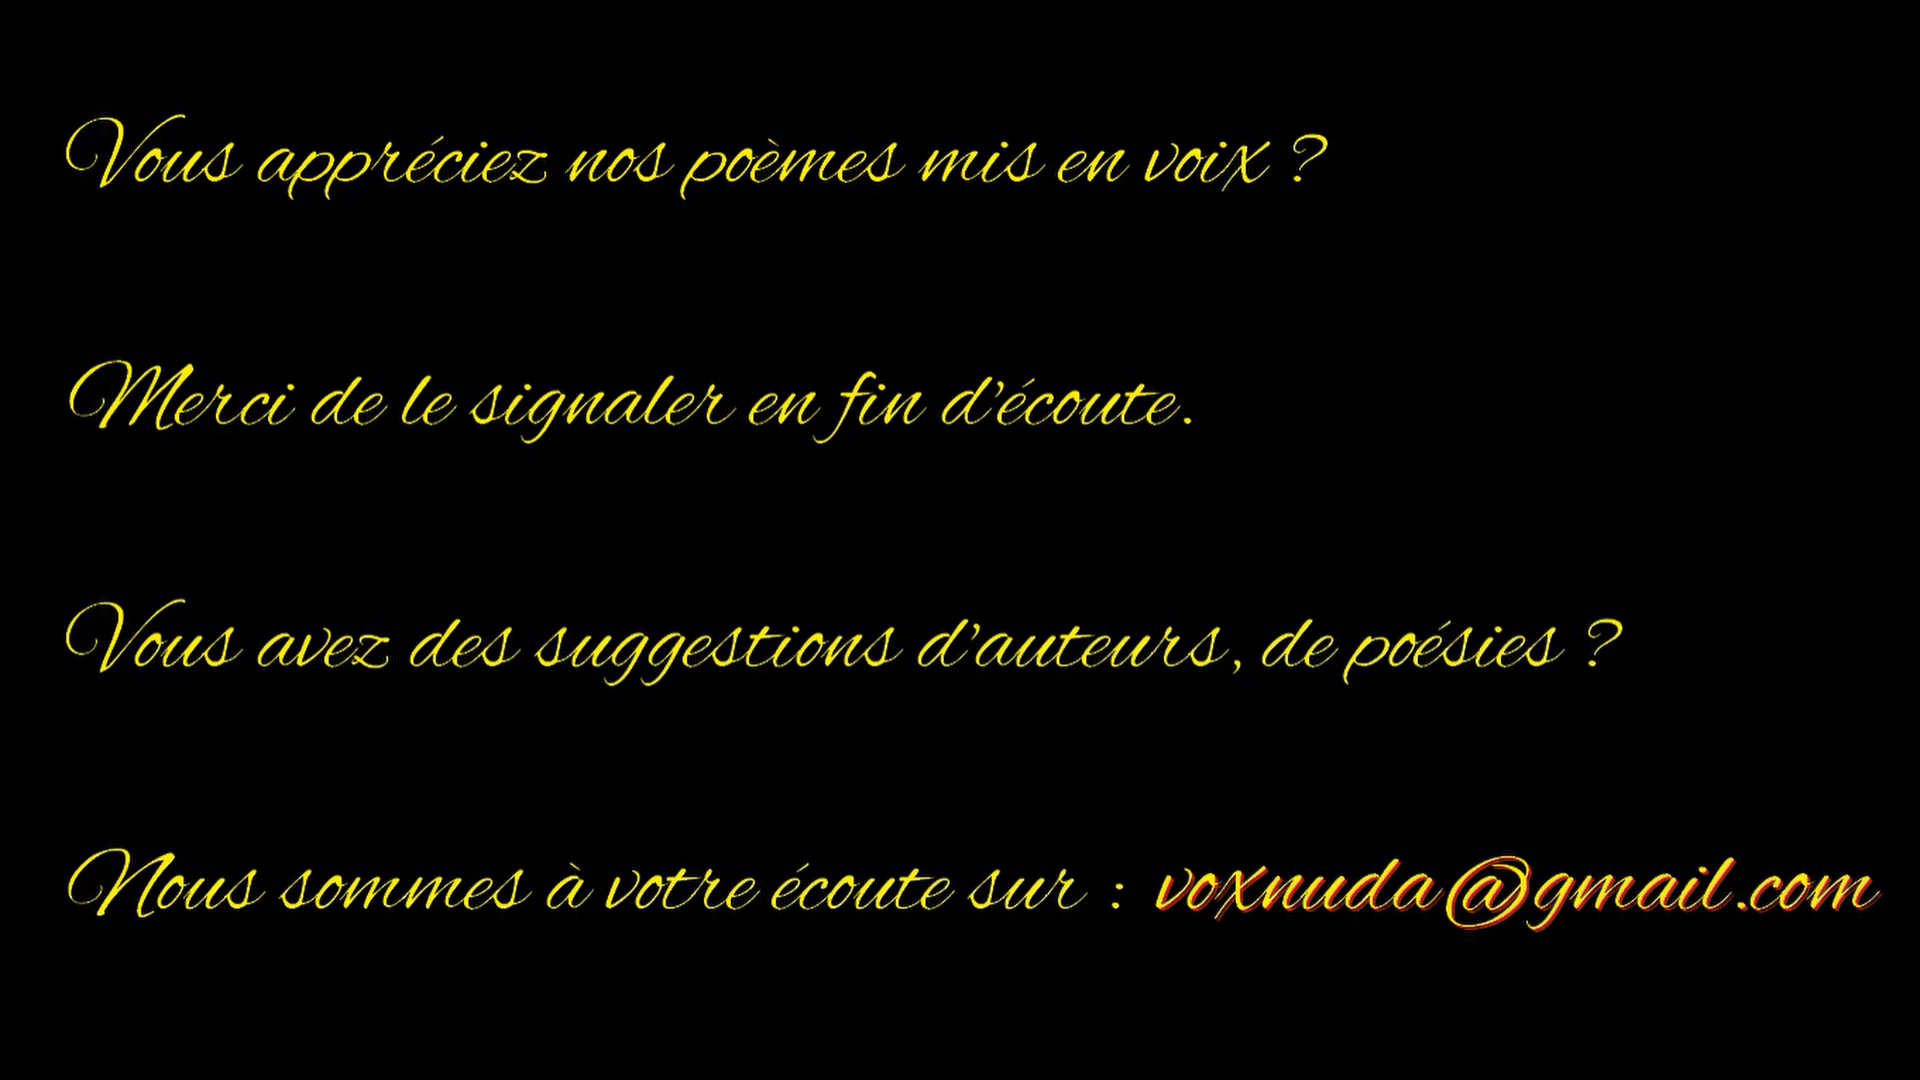 Vous appréciez nos poèmes mis en voix ?
Merci de le signaler en fin d'écoute.
Vous avez des suggestions d'auteurs, de poésies ?
Nous sommes à votre écoute sur : voxnuda@gmail.com